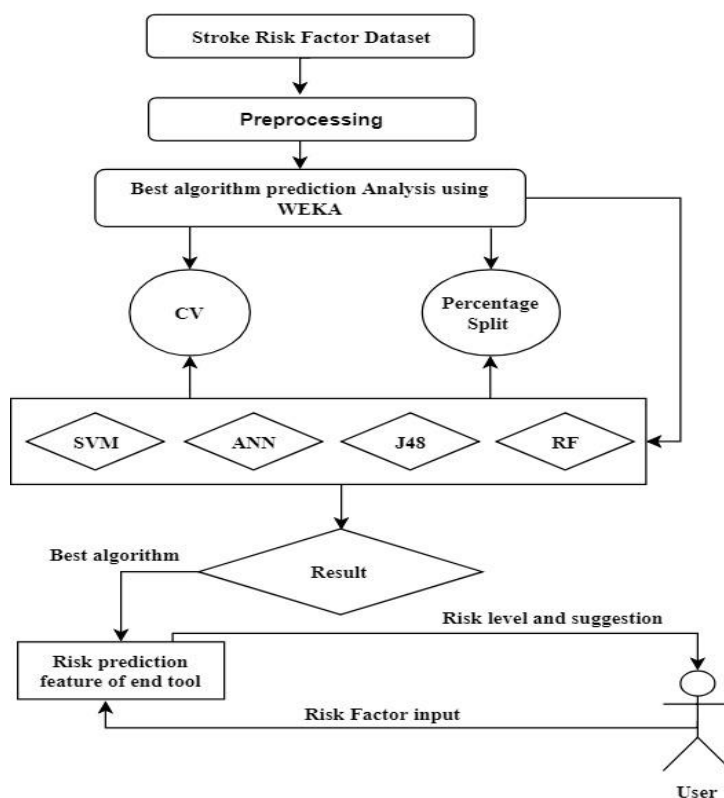 Stroke Risk Factor Dataset
Preprocessing
Best algorithm prediction Analysis using
WEKA
CV
Percentage
Split
SVM
ANN
J48
RF
Best algorithm
Result
Risk level and suggestion
Risk prediction
feature of end tool
Risk Factor input
User